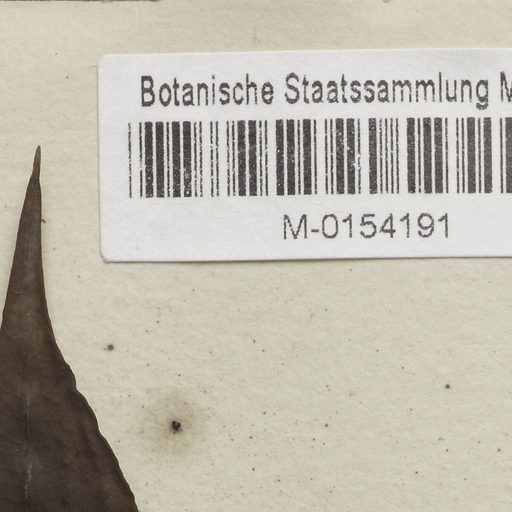 Botanische Staatssammlung M
M-0154191